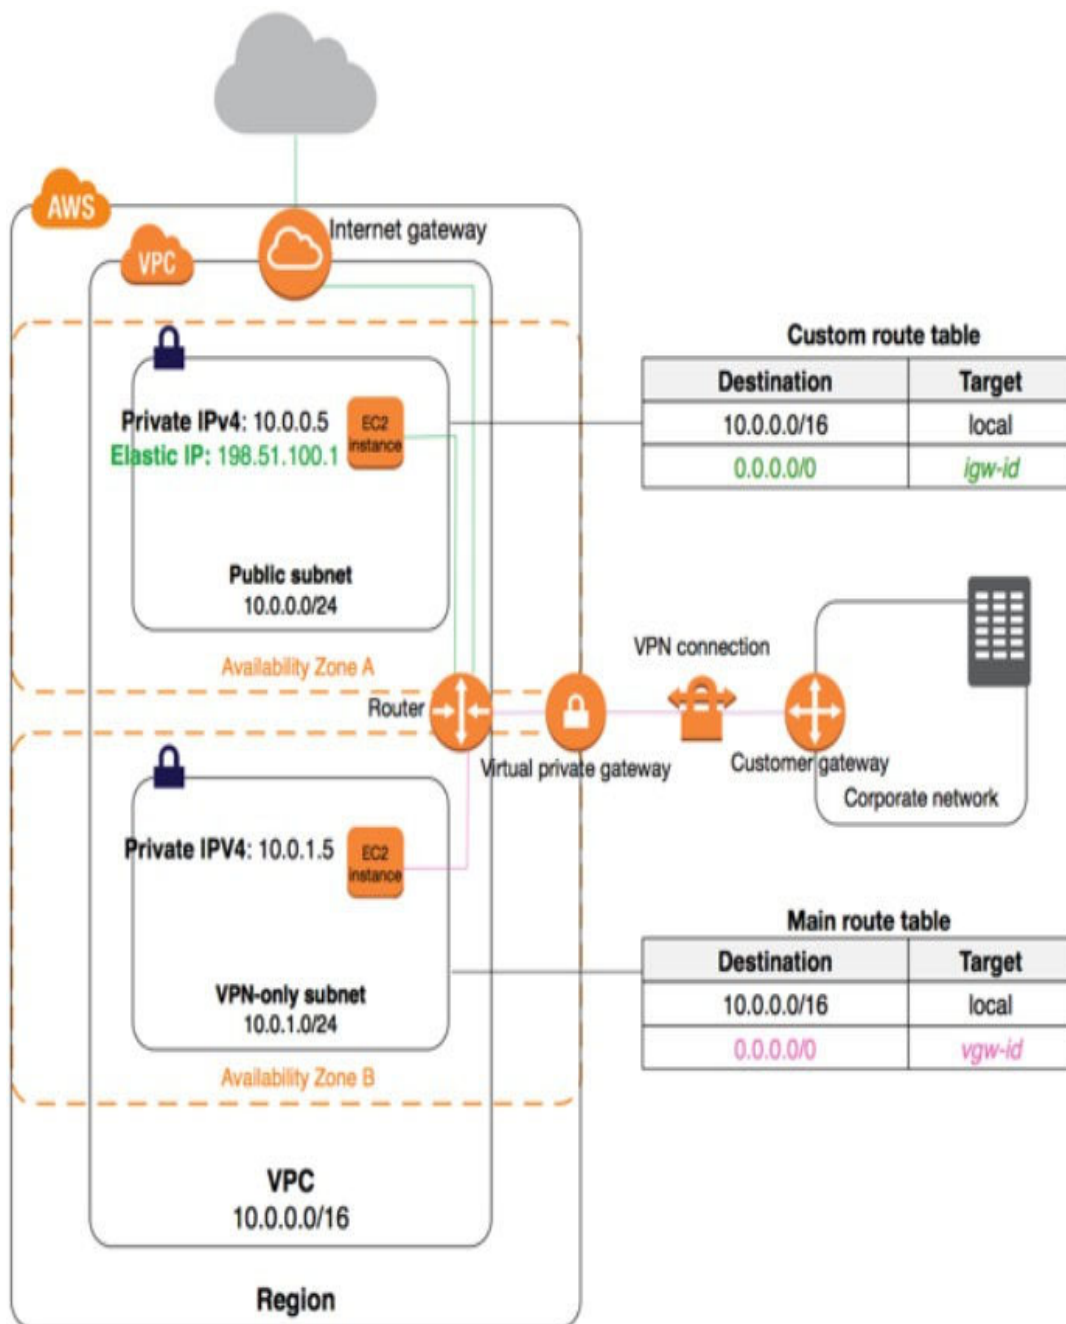 AWS
Internet gateway
VPC
Private IPv4: 10.0.0.5
Elastic IP: 198.51.100.1
EC2
instance
Public subnet
10.0.0.0/24
Availability Zone A
Custom route table
Destination Target
10.0.0.0/16 local
0.0.0.0/0 igw-id
Router
Virtual private gateway
VPN connection
Customer gateway
Corporate network
Private IPV4: 10.0.1.5
EC2
instance
VPN-only subnet
10.0.1.0/24
Availability Zone B
Main route table
Destination Target
10.0.0.0/16 local
0.0.0.0/0 vgw-id
VPC
10.0.0.0/16
Region